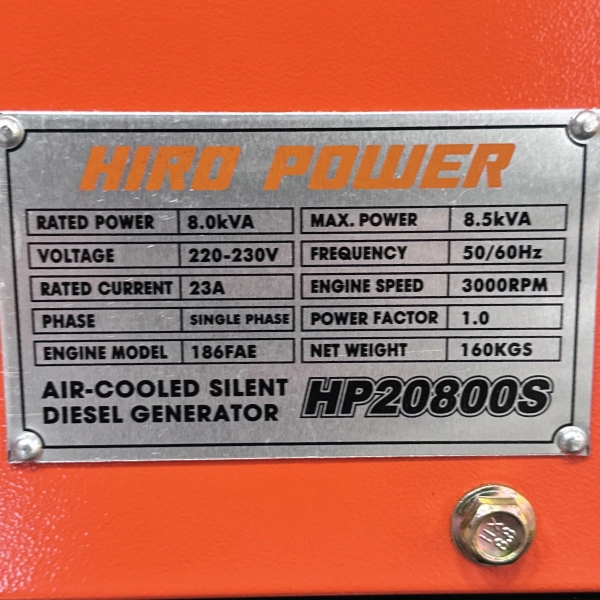 HIRO POWER
RATED POWER 8.0kVA MAX. POWER 8.5kVA
VOLTAGE 220-230V FREQUENCY 50/60Hz
RATED CURRENT 23A ENGINE SPEED 3000RPM
PHASE SINGLE PHASE POWER FACTOR 1.0
ENGINE MODEL 186FAE NET WEIGHT 160KGS
AIR-COOLED SILENT
DIESEL GENERATOR
HP20800S